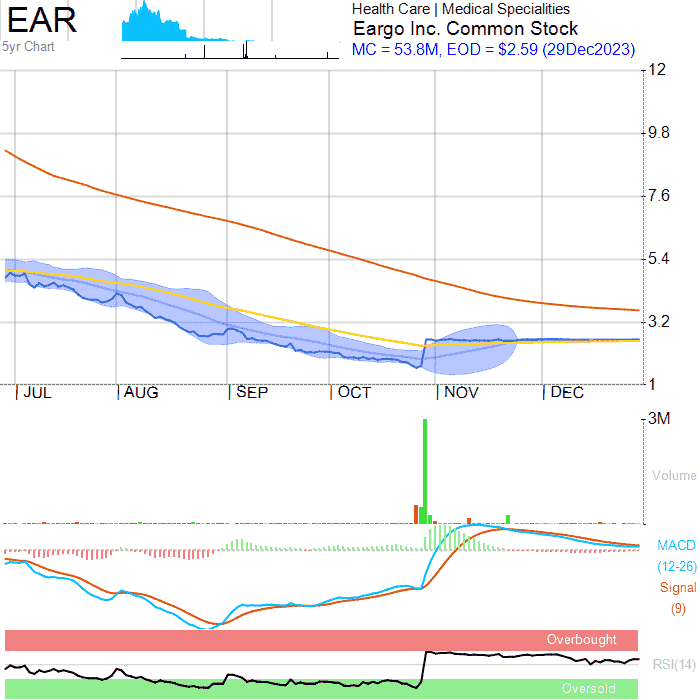 EAR
5yr Chart
Health Care | Medical Specialities
Eargo Inc. Common Stock
MC = 53.8M, EOD = $2.59 (29Dec2023)
12
9.8
7.6
5.4
3.2
1
JUL AUG SEP OCT NOV DEC
3M
Volume
MACD
(12-26)
Signal
(9)
Overbought
RSI(14)
Oversold